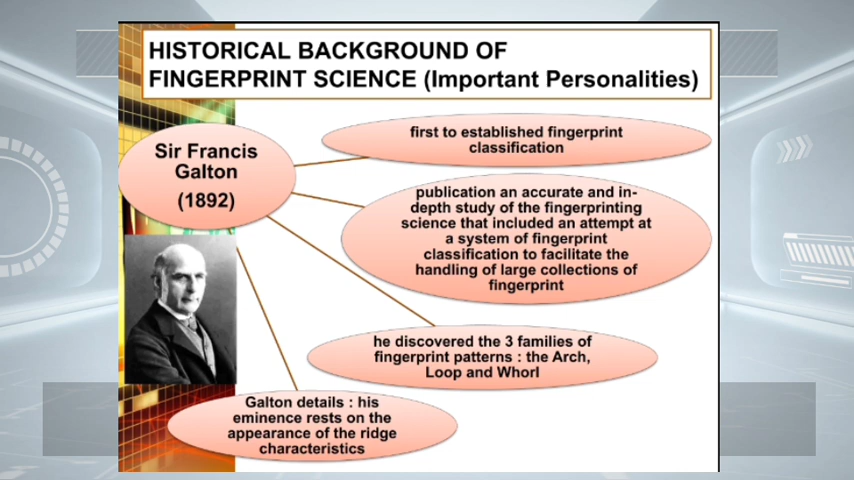 HISTORICAL BACKGROUND OF
FINGERPRINT SCIENCE (Important Personalities)
Sir Francis
Galton
(1892)
first to established fingerprint
classification
publication an accurate and in-
depth study of the fingerprinting
science that included an attempt at
a system of fingerprint
classification to facilitate the
handling of large collections of
fingerprint
he discovered the 3 families of
fingerprint patterns : the Arch,
Loop and Whorl
Galton details : his
eminence rests on the
appearance of the ridge
characteristics